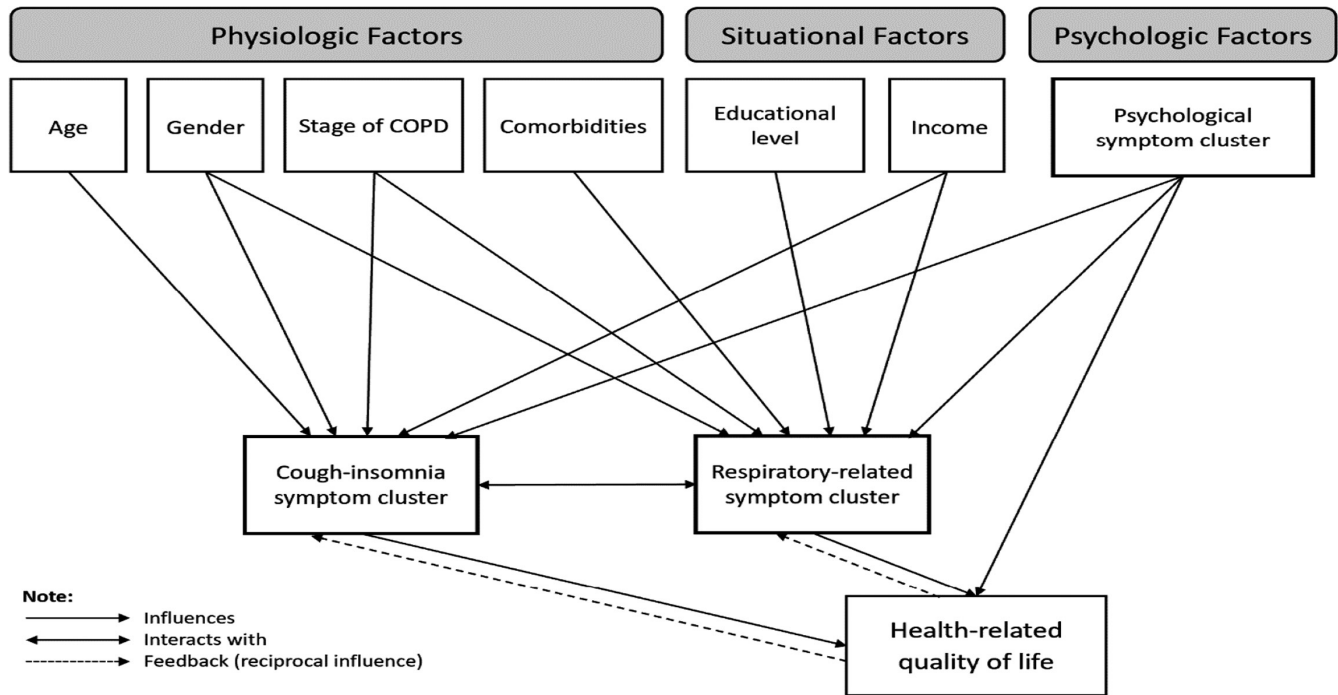 Physiologic Factors
Situational Factors
Psychologic Factors
Age
Gender
Stage of COPD
Comorbidities
Educational
level
Income
Psychological
symptom cluster
Cough-insomnia
symptom cluster
Respiratory-related
symptom cluster
Note:
Influences
Interacts with
Feedback (reciprocal influence)
Health-related
quality of life